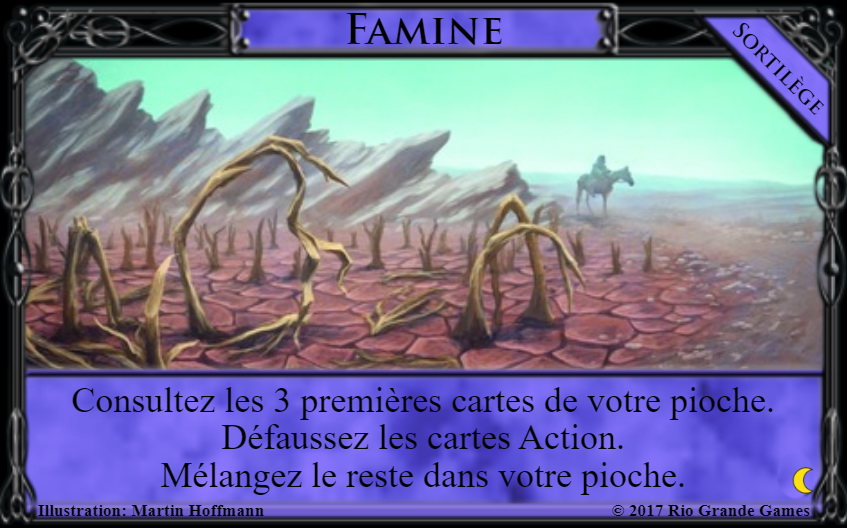 Famine
Sortilège
Consultez les 3 premières cartes de votre pioche.
Défaussez les cartes Action.
Mélangez le reste dans votre pioche.
Illustration: Martin Hoffmann
© 2017 Rio Grande Games